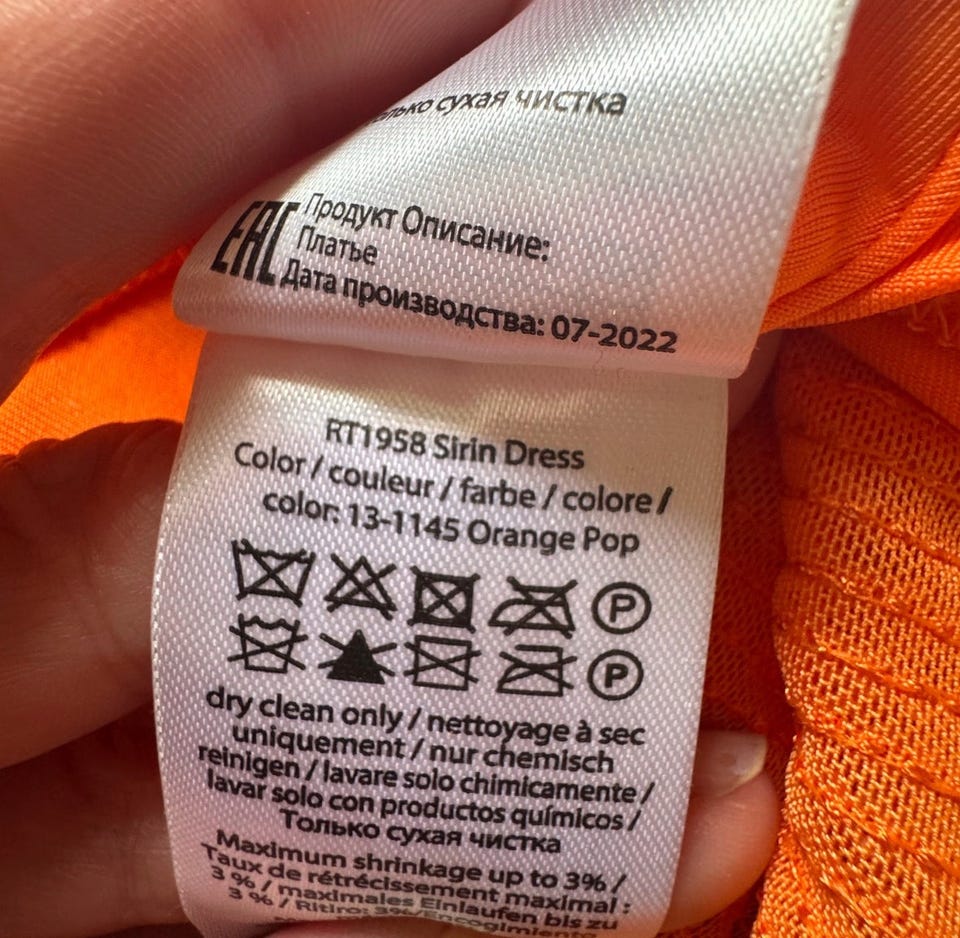 сухая чистка
EAC
Продукт Описание:
Платье
Дата производства: 07-2022
RT1958 Sirin Dress
Color / couleur / farbe / colore /
color: 13-1145 Orange Pop
P
P
dry clean only / nettoyage à sec
uniquement / nur chemisch
reinigen / lavare solo chimicamente /
lavar solo con productos químicos /
Только сухая чистка
Maximum shrinkage up to 3% /
Taux de rétrécissement maximal :
3 % / maximales Einlaufen bis zu
3 % / Ritiro: 3%/Encogimiento